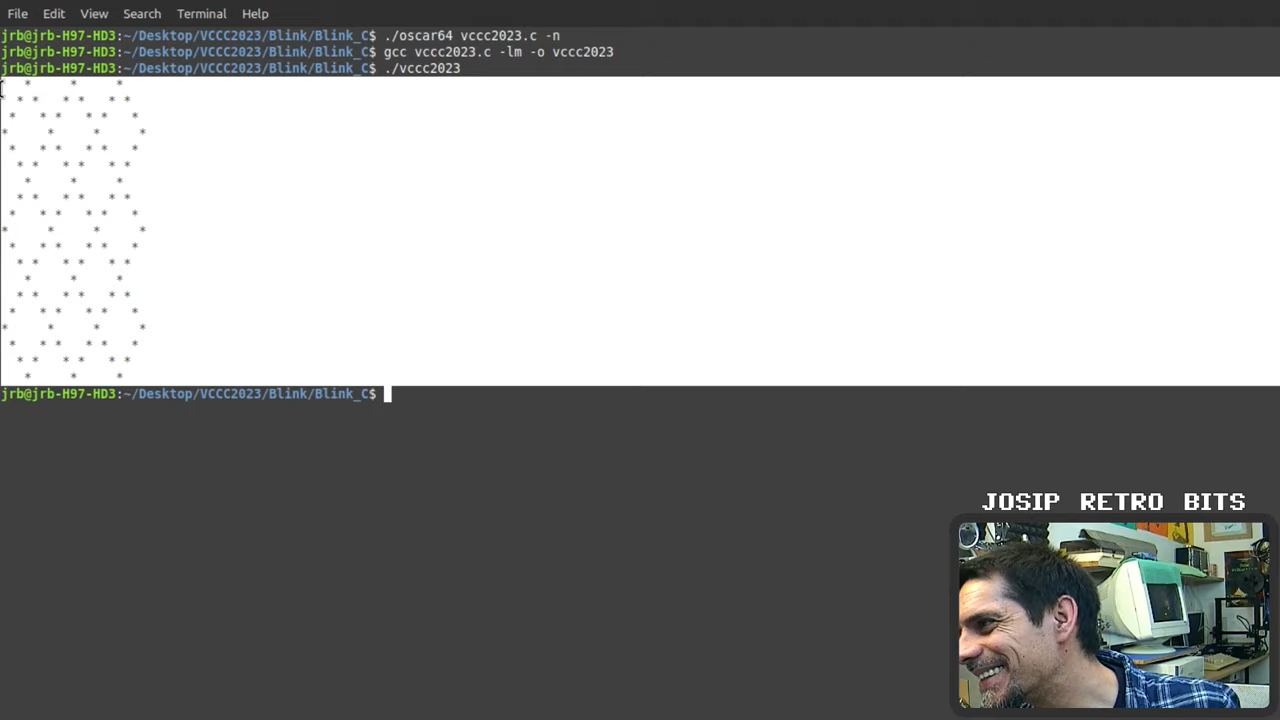 File Edit View Search Terminal Help
jrb@jrb-H97-HD3:~/Desktop/VCCC2023/Blink/Blink_C$ ./oscar64 vccc2023.c -n
jrb@jrb-H97-HD3:~/Desktop/VCCC2023/Blink/Blink_C$ gcc vccc2023.c -lm -o vccc2023
jrb@jrb-H97-HD3:~/Desktop/VCCC2023/Blink/Blink_C$ ./vccc2023
   *     *     *
  * *   * *   * *
 *   * *   * *   *
*     *     *     *
 *   * *   * *   *
  * *   * *   * *
   *     *     *
  * *   * *   * *
 *   * *   * *   *
*     *     *     *
 *   * *   * *   *
  * *   * *   * *
   *     *     *
  * *   * *   * *
 *   * *   * *   *
*     *     *     *
 *   * *   * *   *
  * *   * *   * *
   *     *     *
jrb@jrb-H97-HD3:~/Desktop/VCCC2023/Blink/Blink_C$
JOSIP RETRO BITS